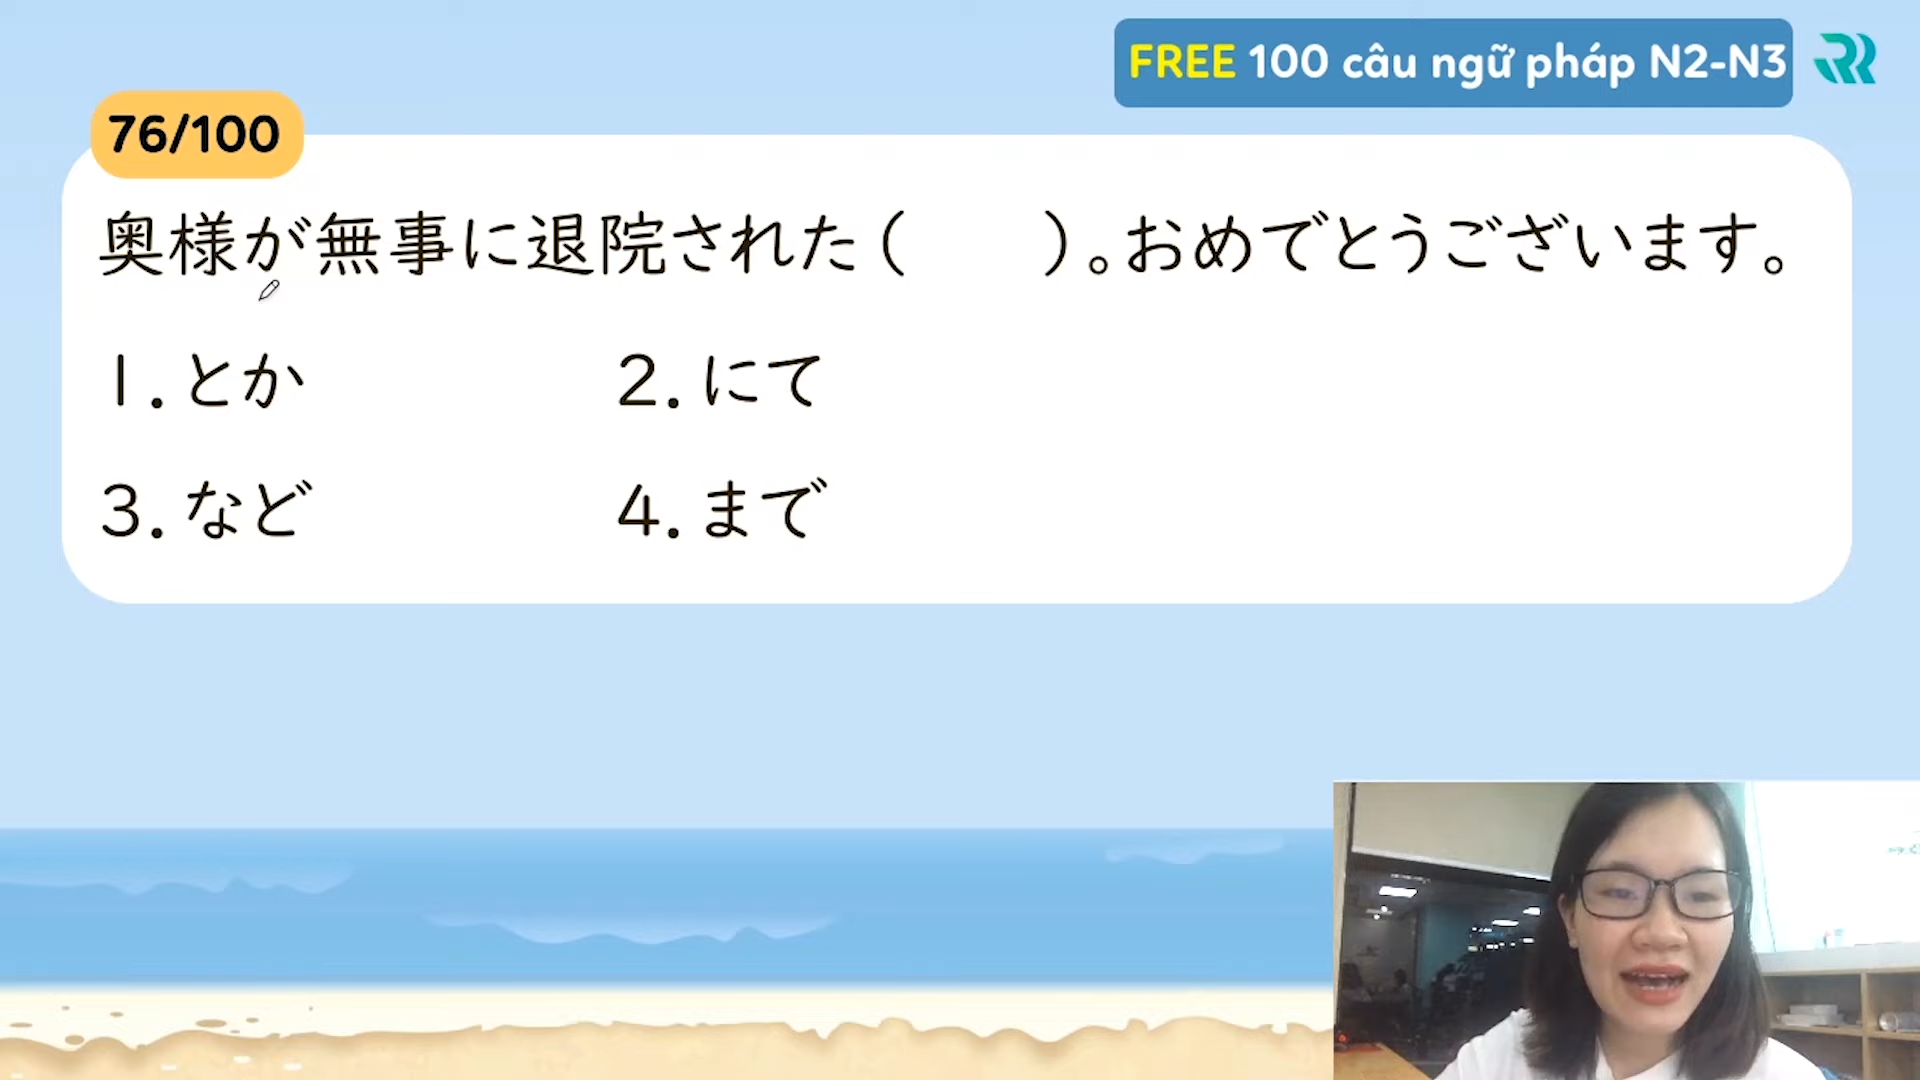 FREE 100 câu ngữ pháp N2-N3
76/100
奥様が無事に退院された（　　）。おめでとうございます。
1. とか
2. にて
3. など
4. まで